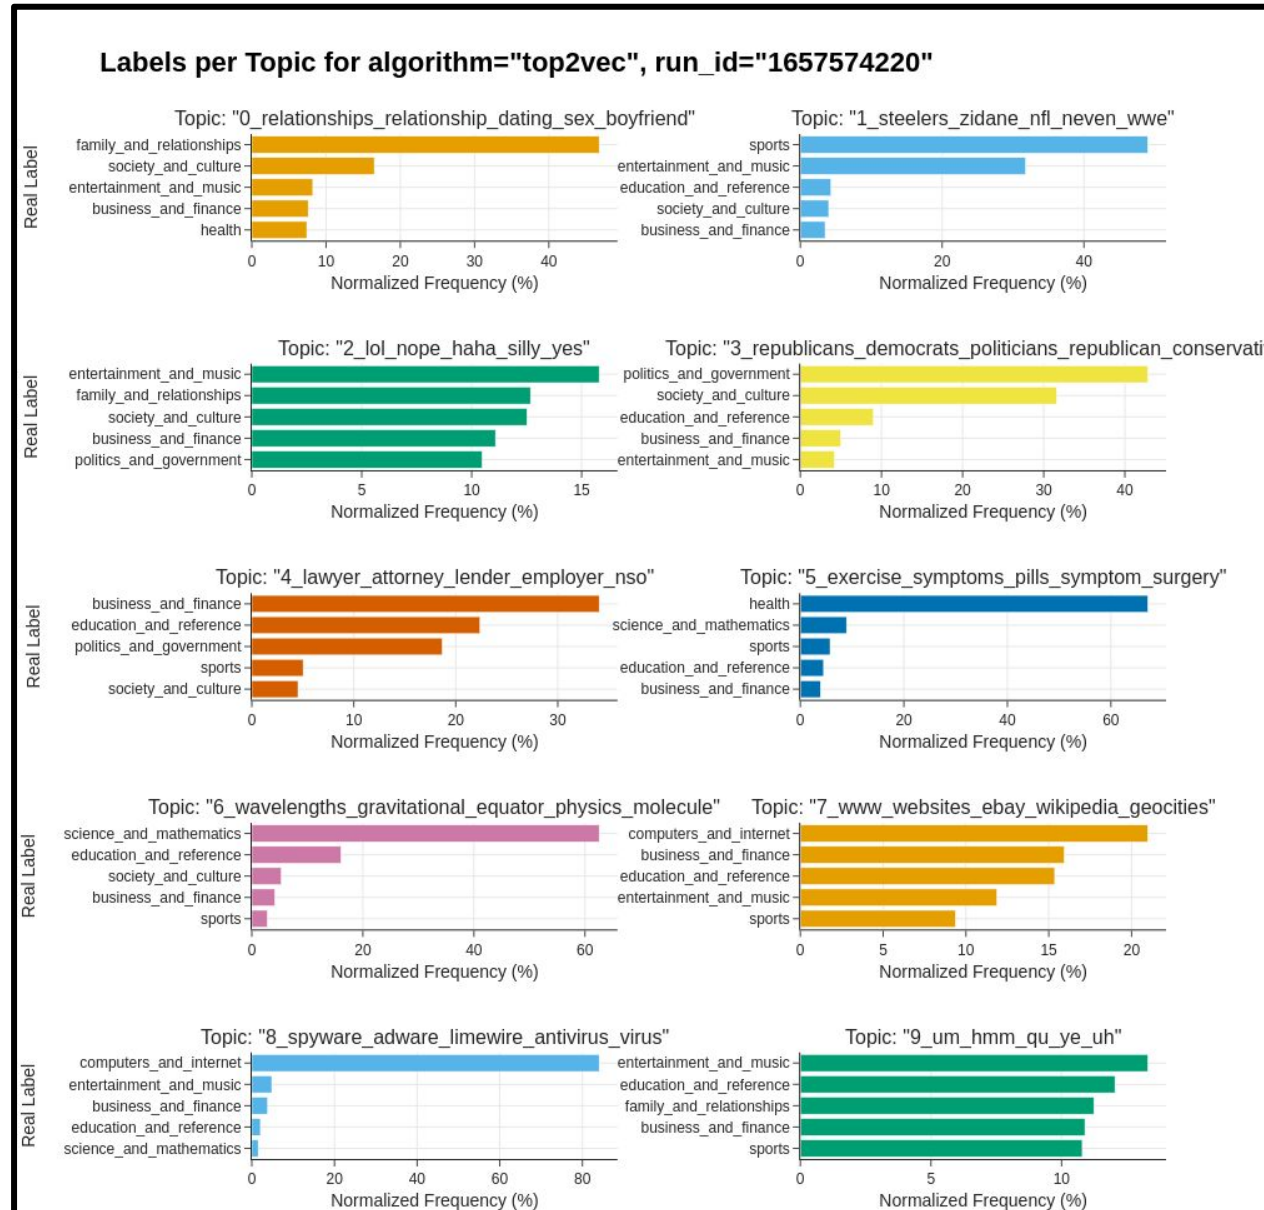 Labels per Topic for algorithm="top2vec", run_id="1657574220"
Topic: "0_relationships_relationship_dating_sex_boyfriend"
Real Label
family_and_relationships
society_and_culture
entertainment_and_music
business_and_finance
health
0 10 20 30 40
Normalized Frequency (%)
Topic: "1_steelers_zidane_nfl_neven_wwe"
sports
entertainment_and_music
education_and_reference
society_and_culture
business_and_finance
0 20 40
Normalized Frequency (%)
Topic: "2_lol_nope_haha_silly_yes"
Real Label
entertainment_and_music
family_and_relationships
society_and_culture
business_and_finance
politics_and_government
0 5 10 15
Normalized Frequency (%)
Topic: "3_republicans_democrats_politicians_republican_conservati
politics_and_government
society_and_culture
education_and_reference
business_and_finance
entertainment_and_music
0 10 20 30 40
Normalized Frequency (%)
Topic: "4_lawyer_attorney_lender_employer_nso"
Real Label
business_and_finance
education_and_reference
politics_and_government
sports
society_and_culture
0 10 20 30
Normalized Frequency (%)
Topic: "5_exercise_symptoms_pills_symptom_surgery"
health
science_and_mathematics
sports
education_and_reference
business_and_finance
0 20 40 60
Normalized Frequency (%)
Topic: "6_wavelengths_gravitational_equator_physics_molecule"
Real Label
science_and_mathematics
education_and_reference
society_and_culture
business_and_finance
sports
0 20 40 60
Normalized Frequency (%)
Topic: "7_www_websites_ebay_wikipedia_geocities"
computers_and_internet
business_and_finance
education_and_reference
entertainment_and_music
sports
0 5 10 15 20
Normalized Frequency (%)
Topic: "8_spyware_adware_limewire_antivirus_virus"
Real Label
computers_and_internet
entertainment_and_music
business_and_finance
education_and_reference
science_and_mathematics
0 20 40 60 80
Normalized Frequency (%)
Topic: "9_um_hmm_qu_ye_uh"
entertainment_and_music
education_and_reference
family_and_relationships
business_and_finance
sports
0 5 10
Normalized Frequency (%)